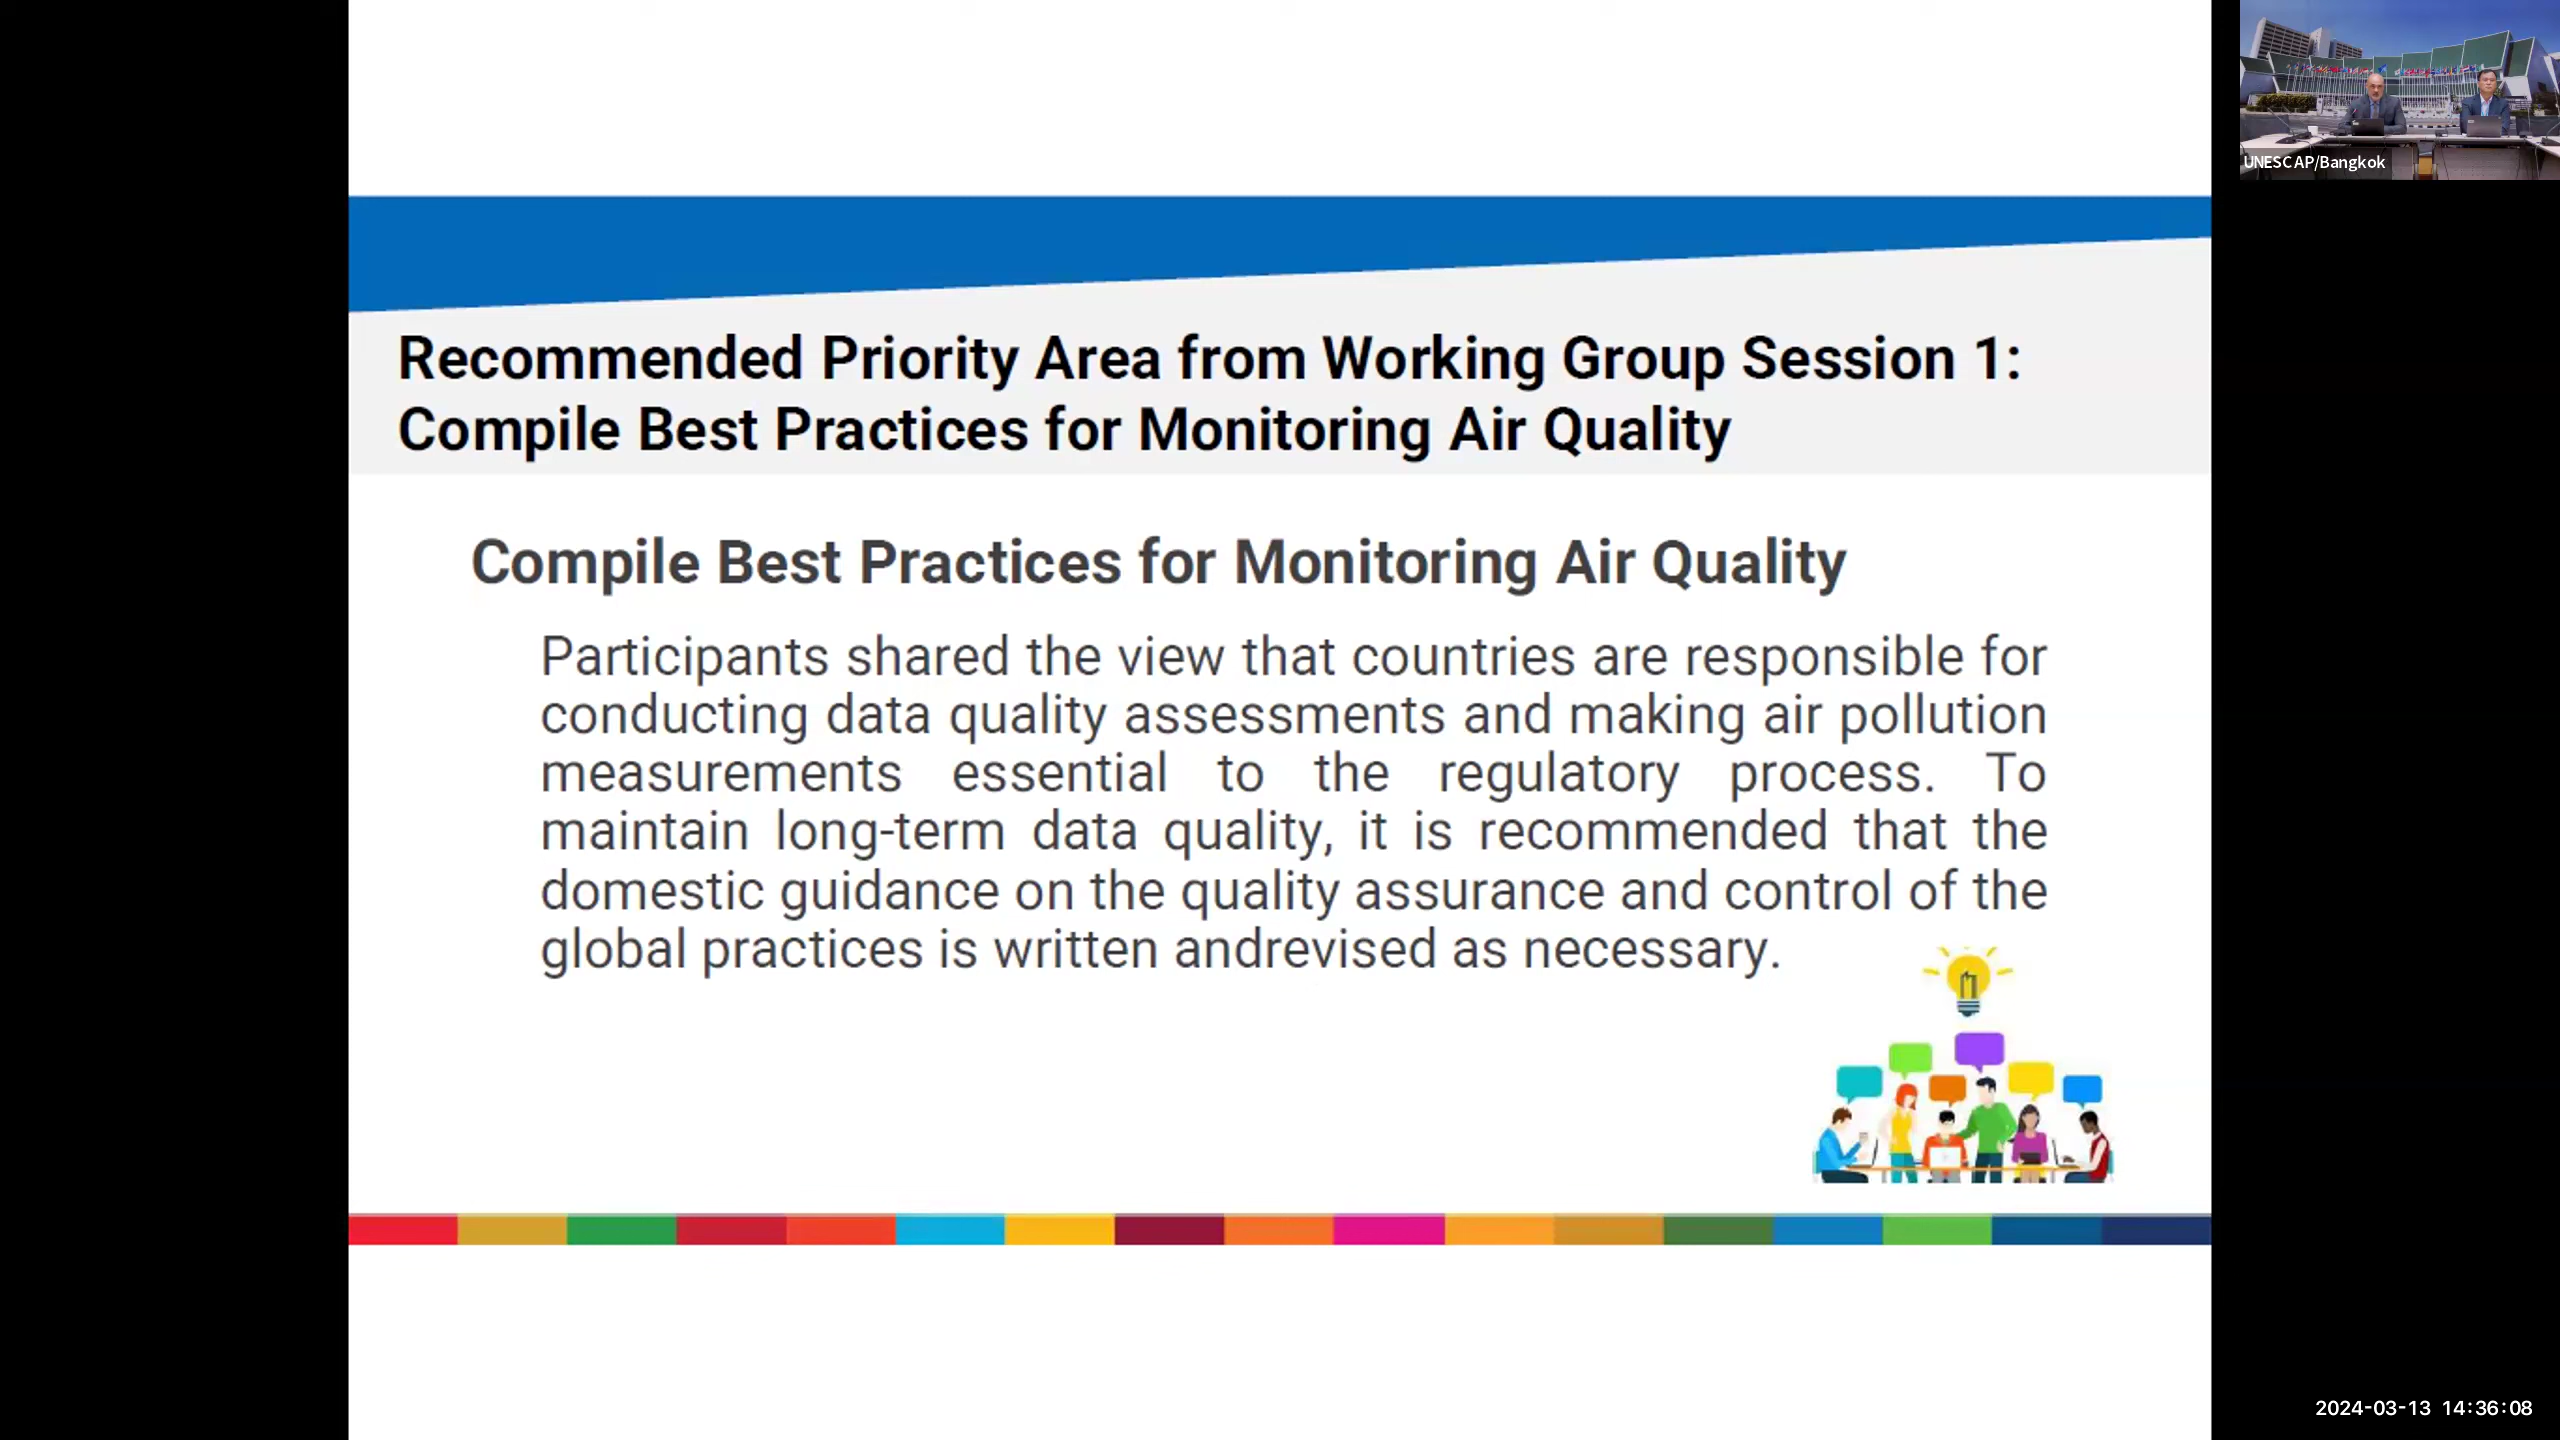 UNESCAP/Bangkok
Recommended Priority Area from Working Group Session 1:
Compile Best Practices for Monitoring Air Quality
Compile Best Practices for Monitoring Air Quality
Participants shared the view that countries are responsible for
conducting data quality assessments and making air pollution
measurements essential to the regulatory process. To
maintain long-term data quality, it is recommended that the
domestic guidance on the quality assurance and control of the
global practices is written andrevised as necessary.
2024-03-13 14:36:08